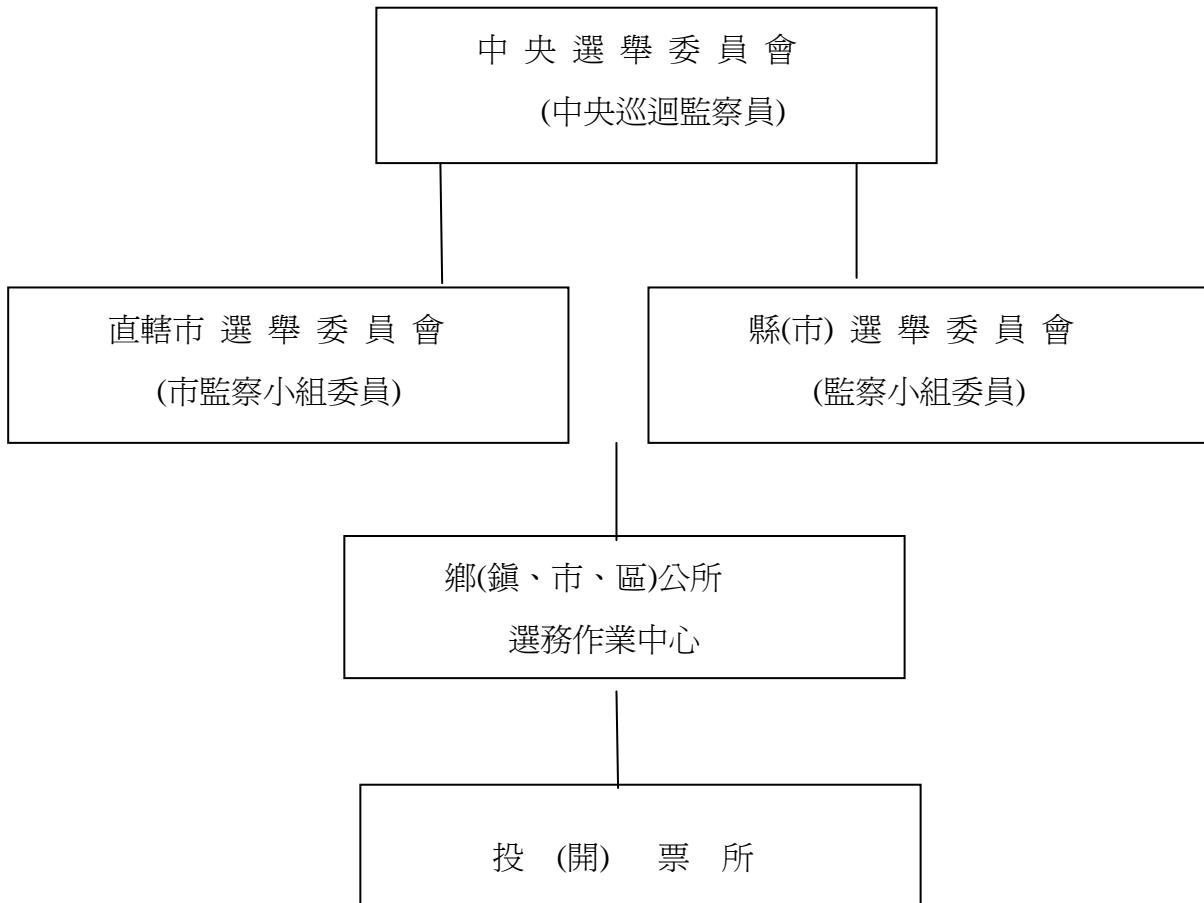 中 央 選 舉 委 員 會
(中央巡迴監察員)
直轄市 選 舉 委 員 會
(市監察小組委員)
縣(市) 選 舉 委 員 會
(監察小組委員)
鄉(鎮、市、區)公所
選務作業中心
投 (開) 票 所